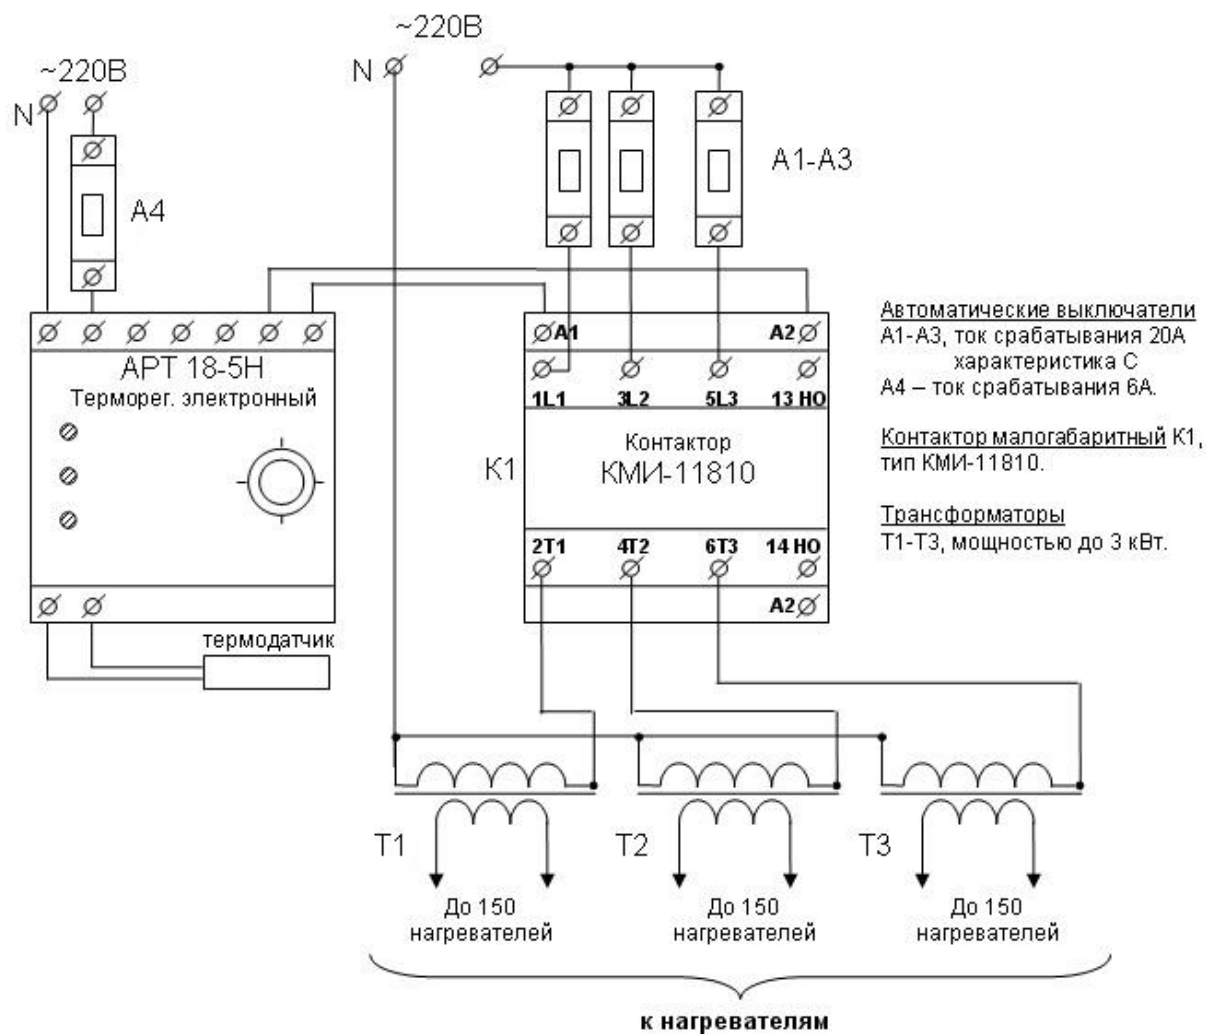 ~220В
N
~220В
N
А4
А1-А3
АРТ 18-5Н
Терморег. электронный
термодатчик
А1
А2
1L1 3L2 5L3 13 НО
К1
Контактор
КМИ-11810
2Т1 4Т2 6Т3 14 НО
А2
Автоматические выключатели
А1-А3, ток срабатывания 20А
характеристика С
А4 – ток срабатывания 6А.
Контактор малогабаритный К1,
тип КМИ-11810.
Трансформаторы
Т1-Т3, мощностью до 3 кВт.
Т1
Т2
Т3
До 150
нагревателей
До 150
нагревателей
До 150
нагревателей
к нагревателям